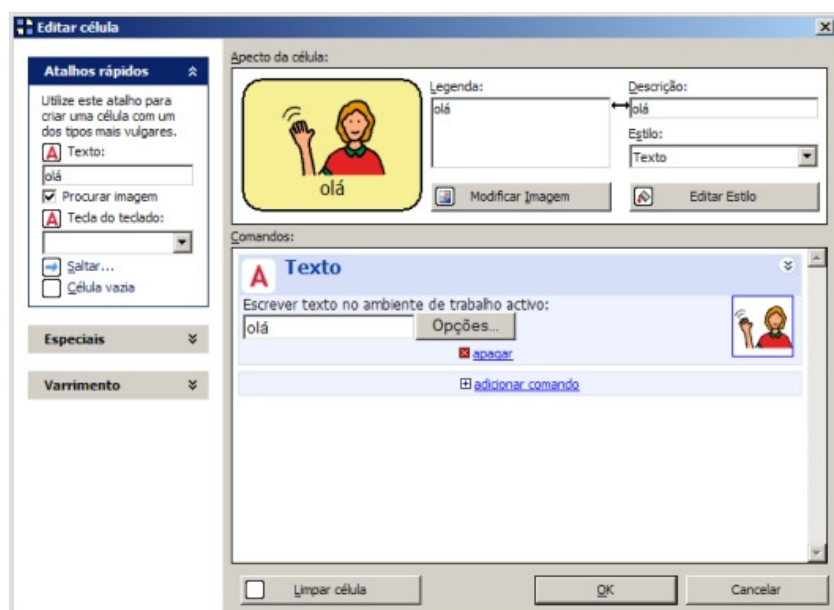 Editar célula
Atalhos rápidos
Utilize este atalho para
criar uma célula com um
dos tipos mais vulgares.
A Texto:
olá
Procurar imagem
A Tecla do teclado:
Saltar...
Célula vazia
Especiais
Varrimento
Apecto da célula:
olá
Legenda:
olá
Descrição:
olá
Estilo:
Texto
Modificar Imagem
Editar Estilo
Comandos:
A Texto
Escrever texto no ambiente de trabalho activo:
olá
Opções...
apagar
adicionar comando
Limpar célula
OK
Cancelar